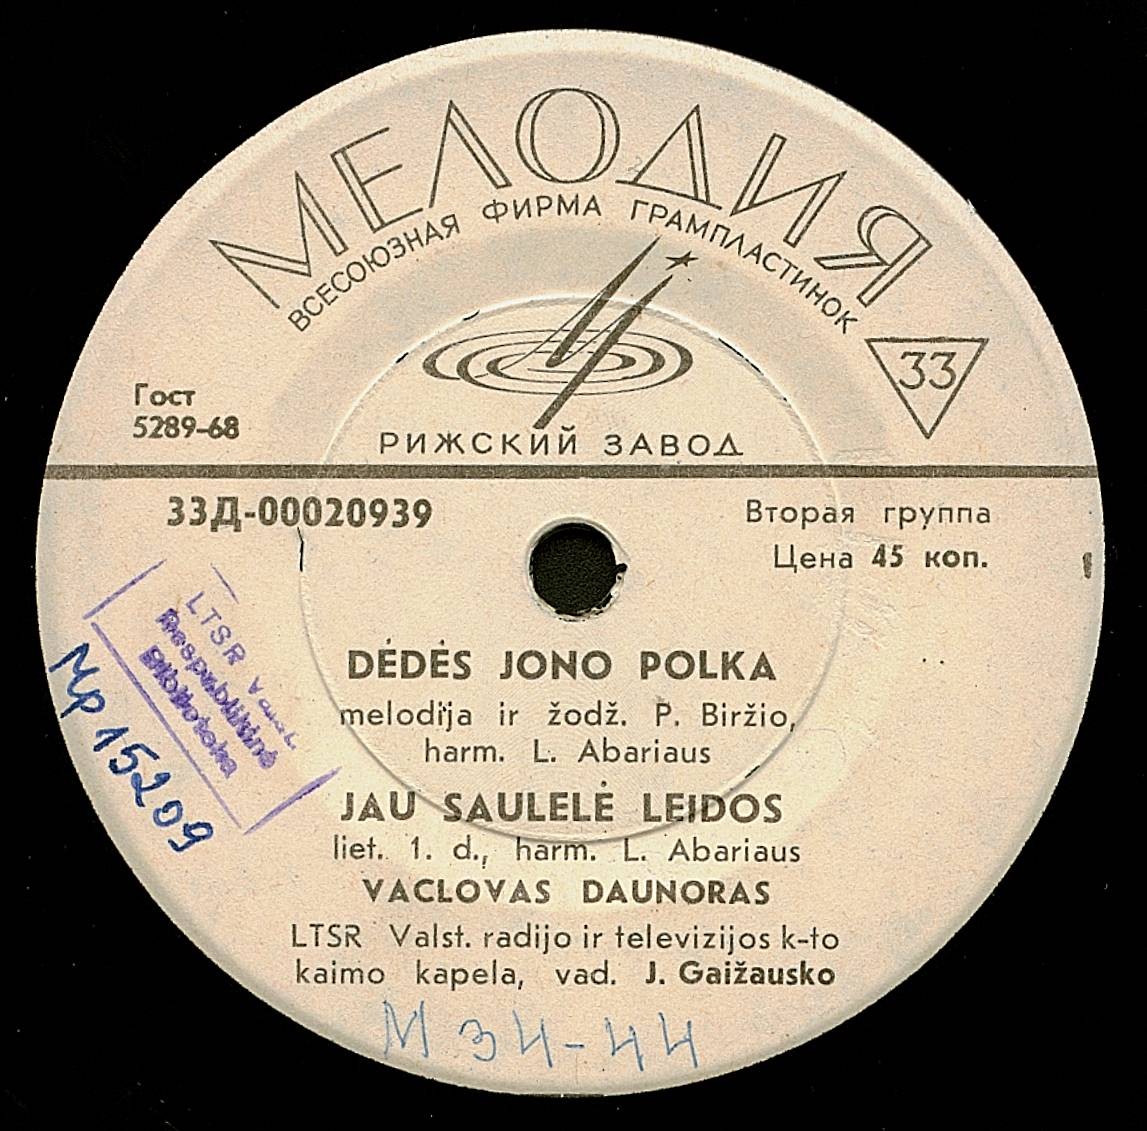 МЕЛОДИЯ
ВСЕСОЮЗНАЯ ФИРМА ГРАМПЛАСТИНОК
33
Гост
5289-68
РИЖСКИЙ ЗАВОД
33Д-00020939
Вторая группа
Цена 45 коп.
DĖDĖS JONO POLKA
melodija ir žodž. P. Biržio,
harm. L. Abariaus
JAU SAULELĖ LEIDOS
liet. l. d., harm. L. Abariaus
VACLOVAS DAUNORAS
LTSR Valst. radijo ir televizijos k-to
kaimo kapela, vad. J. Gaižausko
LTSR Valst.
Respublikinė
Biblioteka
Mp 15209
M 34-44